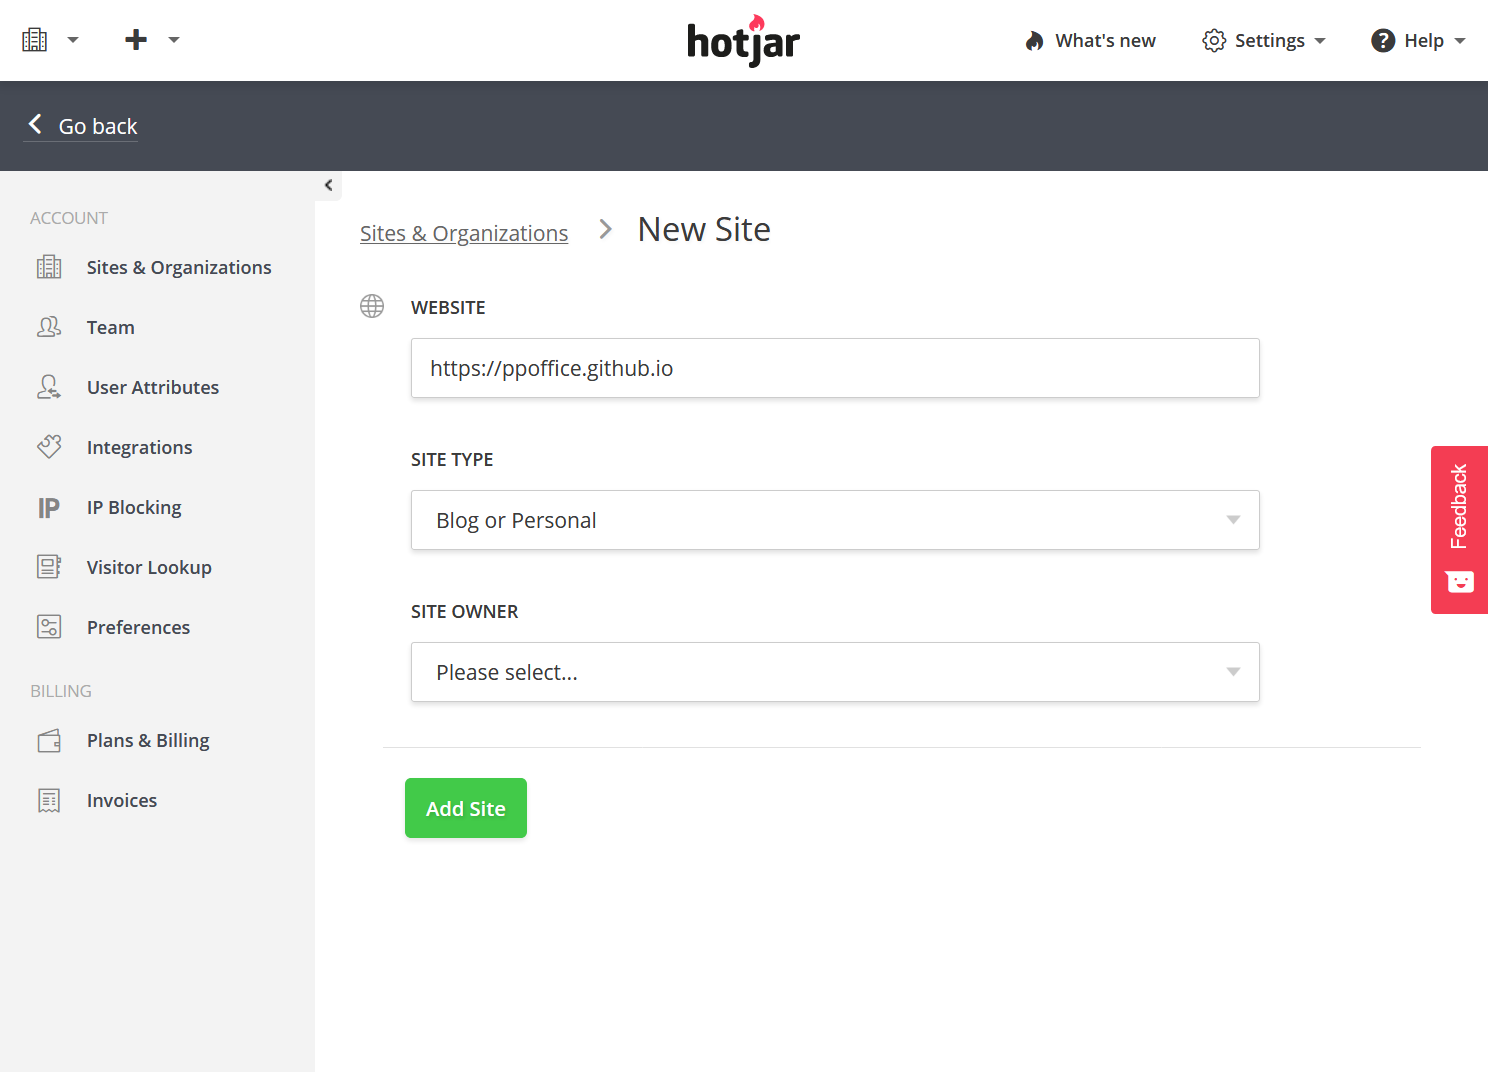 hotjar
What's new
Settings
? Help
Go back
ACCOUNT
Sites & Organizations
Team
User Attributes
Integrations
IP IP Blocking
Visitor Lookup
Preferences
BILLING
Plans & Billing
Invoices
Sites & Organizations > New Site
WEBSITE
https://ppoffice.github.io
SITE TYPE
Blog or Personal
SITE OWNER
Please select...
Add Site
Feedback